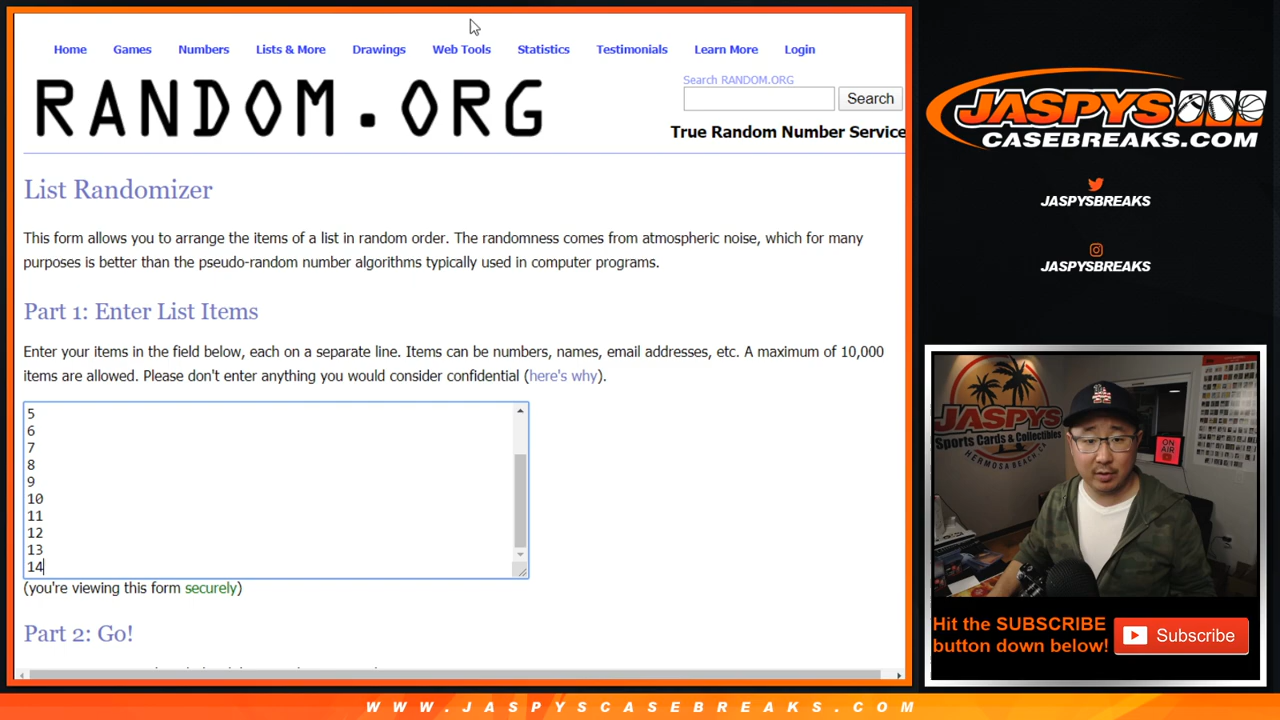 Home Games Numbers Lists & More Drawings Web Tools Statistics Testimonials Learn More Login
RANDOM.ORG
Search RANDOM.ORG
Search
True Random Number Service
List Randomizer
This form allows you to arrange the items of a list in random order. The randomness comes from atmospheric noise, which for many
purposes is better than the pseudo-random number algorithms typically used in computer programs.
Part 1: Enter List Items
Enter your items in the field below, each on a separate line. Items can be numbers, names, email addresses, etc. A maximum of 10,000
items are allowed. Please don't enter anything you would consider confidential (here's why).
5
6
7
8
9
10
11
12
13
14
(you're viewing this form securely)
Part 2: Go!
JASPYS
CASEBREAKS.COM
JASPYSBREAKS
JASPYSBREAKS
JASPYS
Sports Cards & Collectibles
HERMOSA BEACH, CA
ON AIR
Hit the SUBSCRIBE
button down below!
Subscribe
WWW.JASPYSCASEBREAKS.COM